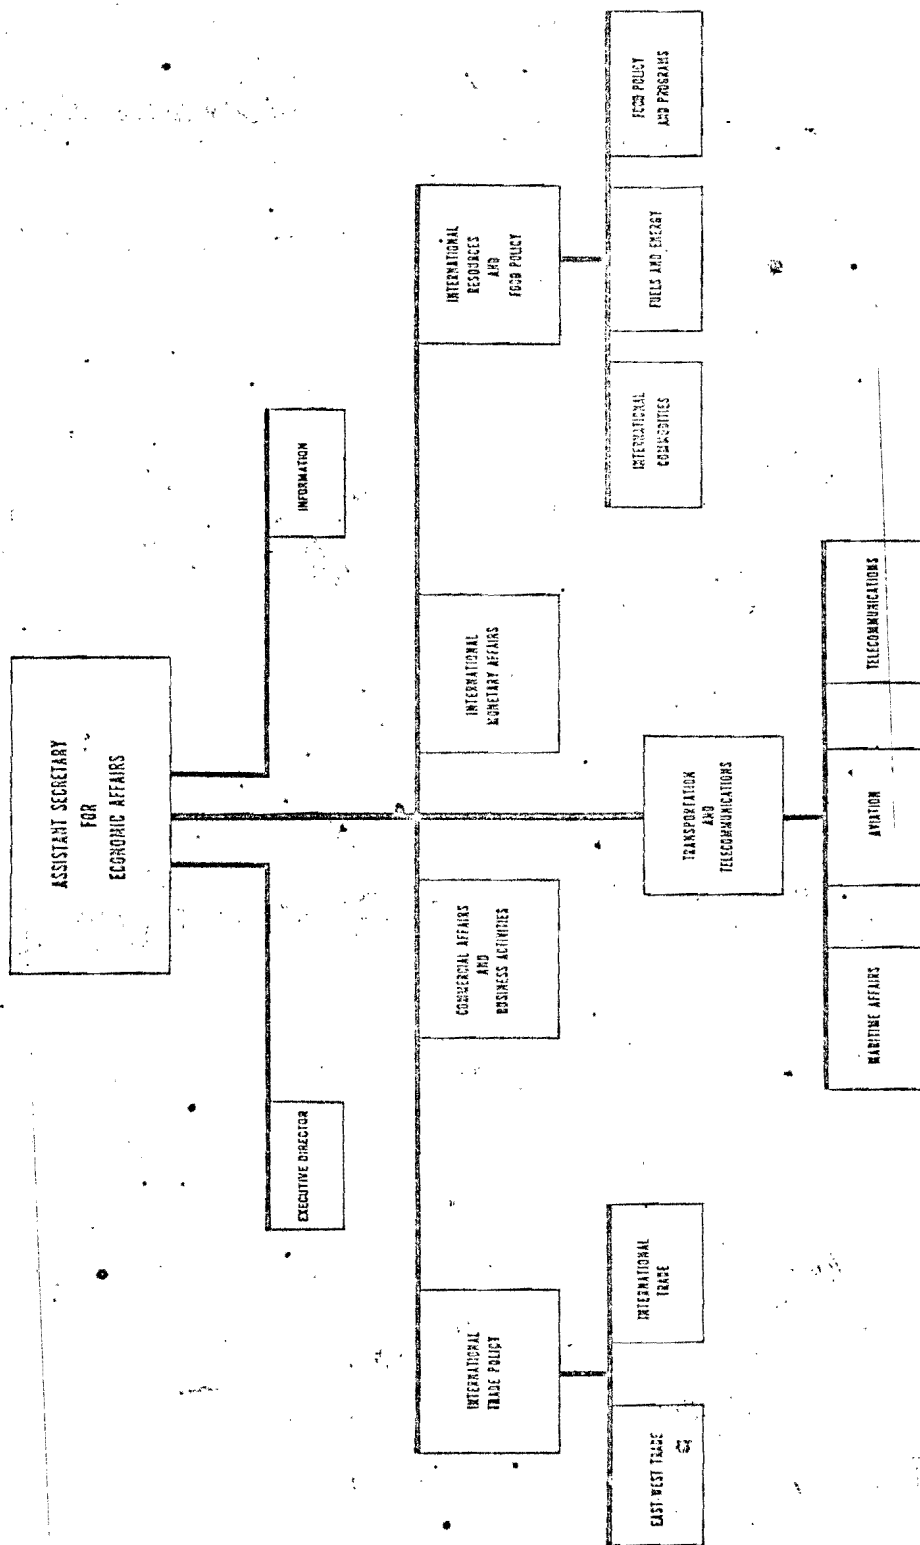 ASSISTANT SECRETARY
FOR
ECONOMIC AFFAIRS
EXECUTIVE DIRECTOR
INFORMATION
INTERNATIONAL
TRADE POLICY
COMMERCIAL AFFAIRS
AND
BUSINESS ACTIVITIES
INTERNATIONAL
MONETARY AFFAIRS
INTERNATIONAL
RESOURCES
AND
FOOD POLICY
EAST-WEST TRADE
INTERNATIONAL
TRADE
TRANSPORTATION
AND
TELECOMMUNICATIONS
INTERNATIONAL
COMMODITIES
FUELS AND ENERGY
FOOD POLICY
AND PROGRAMS
MARITIME AFFAIRS
AVIATION
TELECOMMUNICATIONS